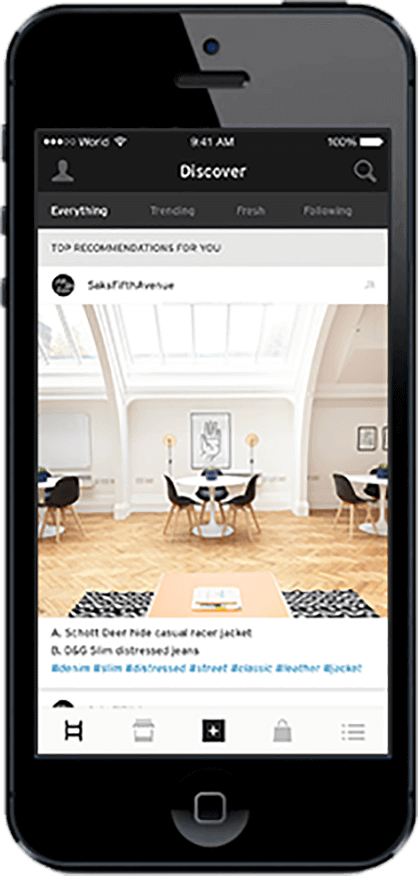 World 9:41 AM 100%
Discover
Everything Trending Fresh Following
TOP RECOMMENDATIONS FOR YOU
SaksFifthAvenue
A. Schott Deer hide casual racer jacket
B. D&G Slim distressed jeans
#denim #slim #distressed #street #classic #leather #jacket